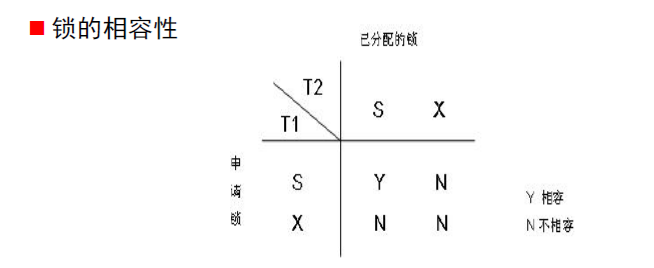 锁的相容性
已分配的锁
T2
T1
S X
申请锁
S Y N
X N N
Y 相容
N 不相容